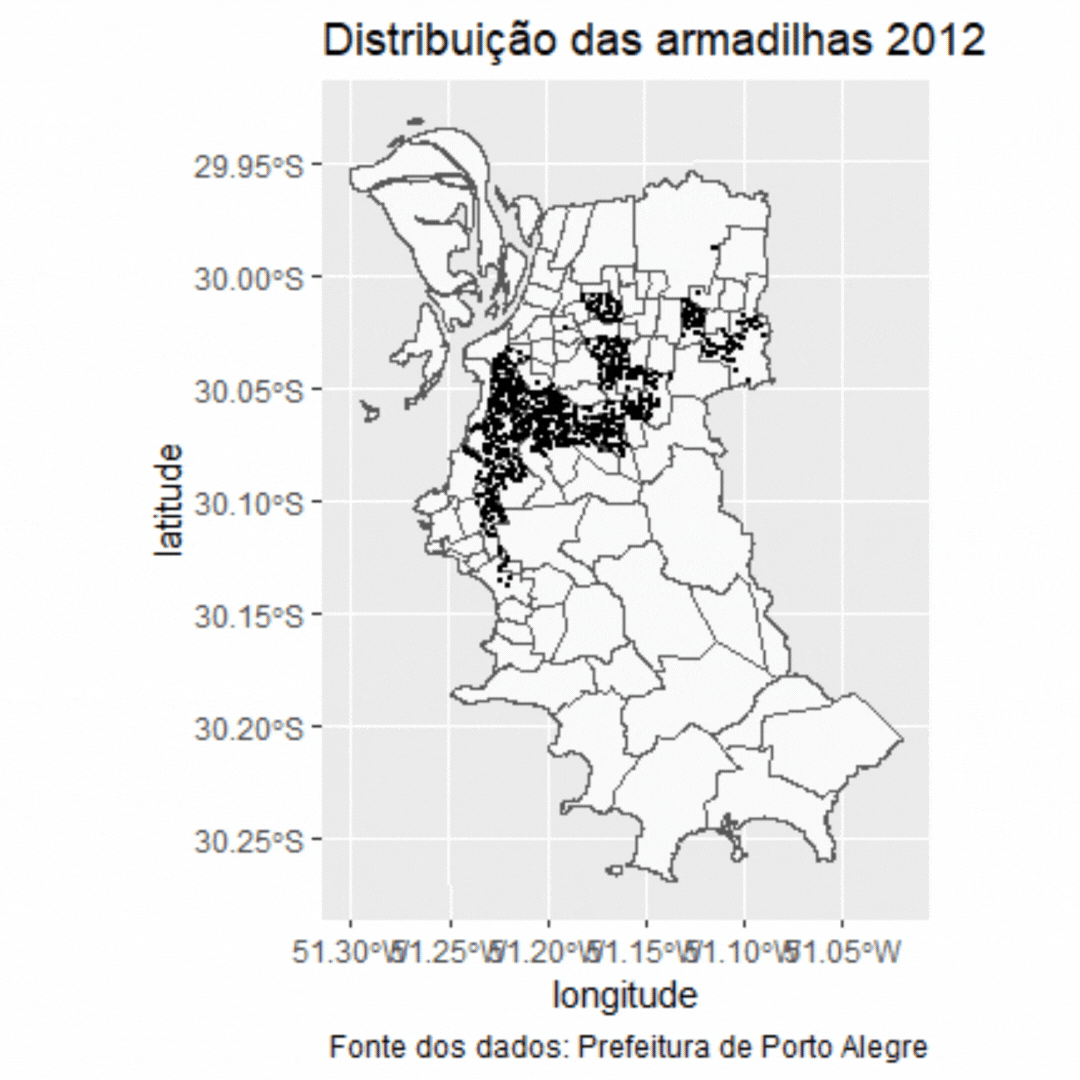 Distribuição das armadilhas 2012
29.95°S
30.00°S
30.05°S
30.10°S
30.15°S
30.20°S
30.25°S
latitude
51.30°W 51.25°W 51.20°W 51.15°W 51.10°W 51.05°W
longitude
Fonte dos dados: Prefeitura de Porto Alegre